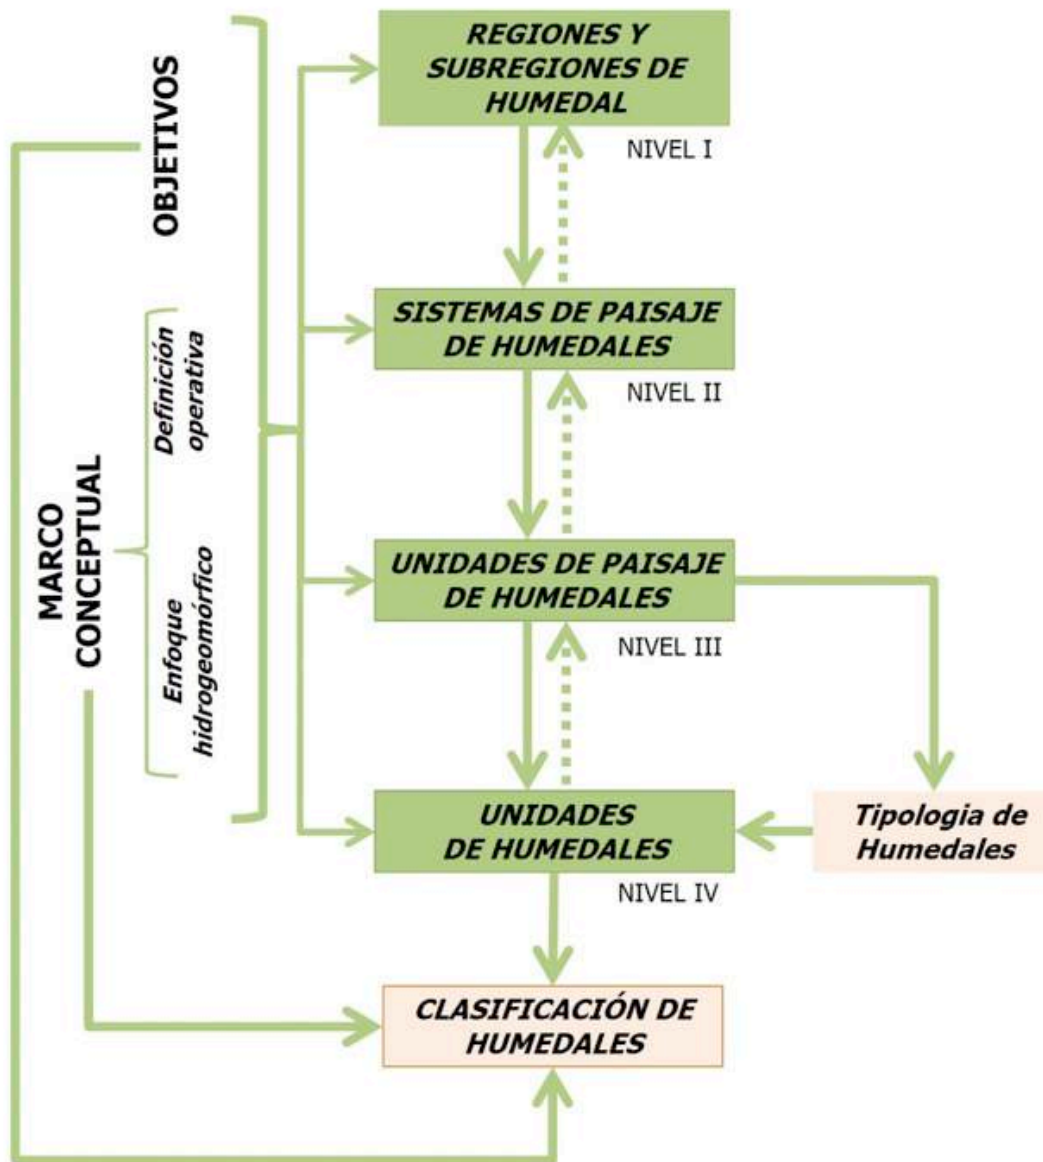 OBJETIVOS
MARCO
CONCEPTUAL
Definición
operativa
Enfoque
hidrogeomórfico
REGIONES Y
SUBREGIONES DE
HUMEDAL
NIVEL I
SISTEMAS DE PAISAJE
DE HUMEDALES
NIVEL II
UNIDADES DE PAISAJE
DE HUMEDALES
NIVEL III
UNIDADES
DE HUMEDALES
NIVEL IV
Tipologia de
Humedales
CLASIFICACIÓN DE
HUMEDALES